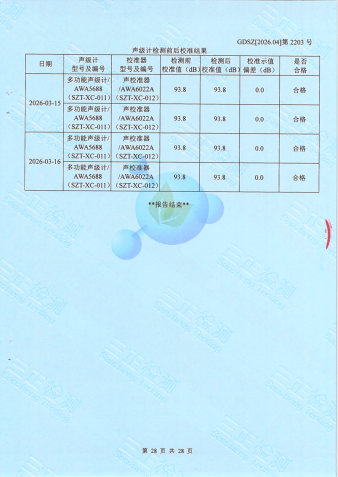 GDSZ[2026.04]第 2203 号
声级计检测前后校准结果
日期 声级计型号及编号 校准器型号及编号 检测前校准值(dB) 检测后校准值(dB) 校准示值偏差(dB) 是否合格
2026-03-15
多功能声级计/AWA5688(SZT-XC-011) 声校准器/AWA6022A(SZT-XC-012) 93.8 93.8 0.0 合格
多功能声级计/AWA5688(SZT-XC-011) 声校准器/AWA6022A(SZT-XC-012) 93.8 93.8 0.0 合格
2026-03-16
多功能声级计/AWA5688(SZT-XC-011) 声校准器/AWA6022A(SZT-XC-012) 93.8 93.8 0.0 合格
多功能声级计/AWA5688(SZT-XC-011) 声校准器/AWA6022A(SZT-XC-012) 93.8 93.8 0.0 合格
**报告结束**
第 28 页 共 28 页